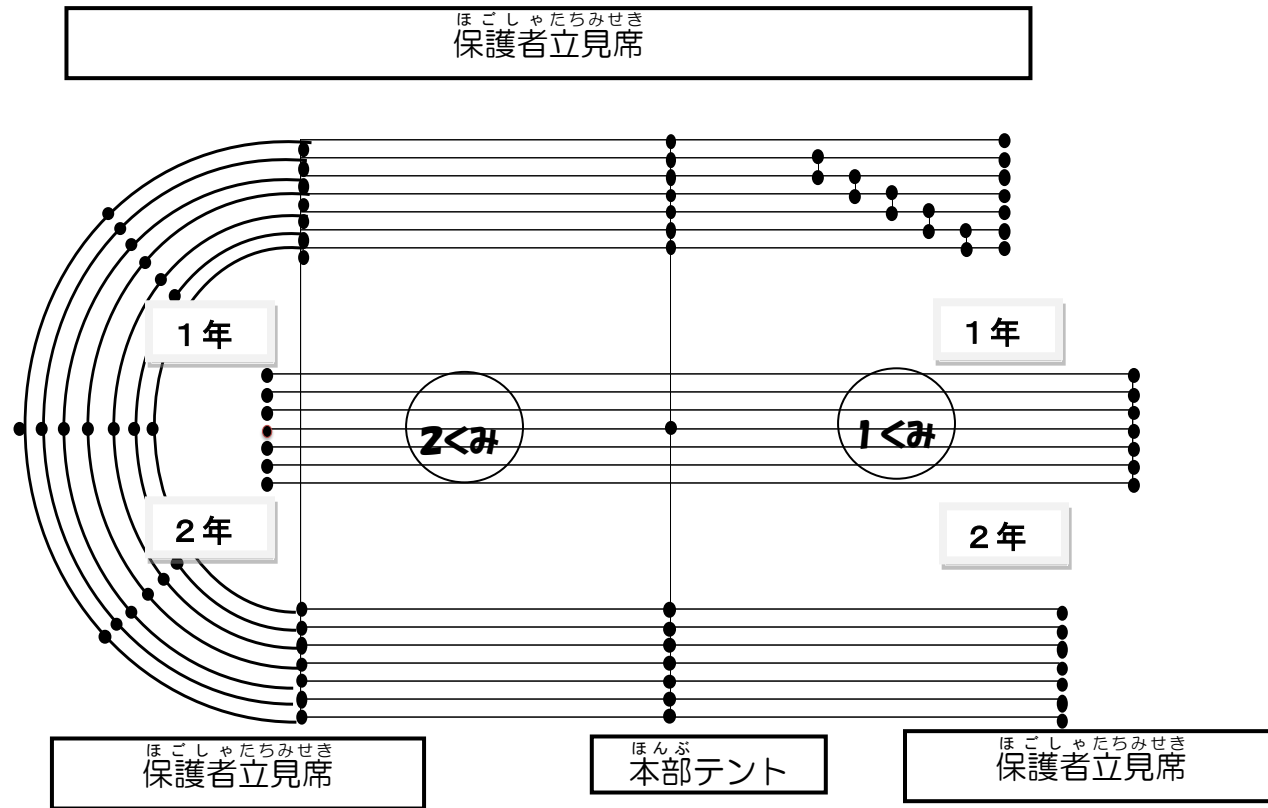 ほごしゃたちみせき
保護者立見席
1年
1年
2くみ
1くみ
2年
2年
ほごしゃたちみせき
保護者立見席
ほんぶ
本部テント
ほごしゃたちみせき
保護者立見席